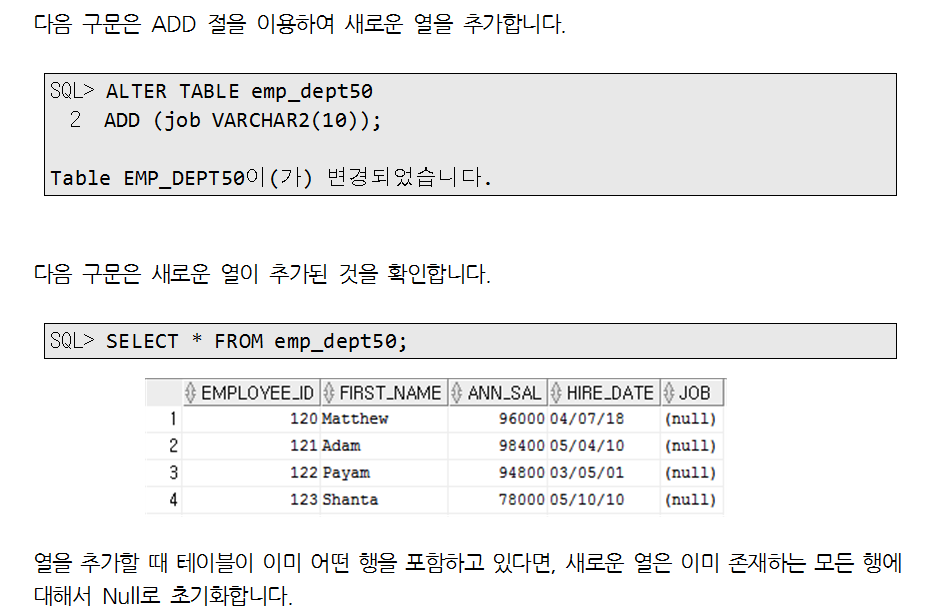 다음 구문은 ADD 절을 이용하여 새로운 열을 추가합니다.
SQL> ALTER TABLE emp_dept50
2 ADD (job VARCHAR2(10));
Table EMP_DEPT50이(가) 변경되었습니다.
다음 구문은 새로운 열이 추가된 것을 확인합니다.
SQL> SELECT * FROM emp_dept50;
EMPLOYEE_ID FIRST_NAME ANN_SAL HIRE_DATE JOB
1 120 Matthew 96000 04/07/18 (null)
2 121 Adam 98400 05/04/10 (null)
3 122 Payam 94800 03/05/01 (null)
4 123 Shanta 78000 05/10/10 (null)
열을 추가할 때 테이블이 이미 어떤 행을 포함하고 있다면, 새로운 열은 이미 존재하는 모든 행에
대해서 Null로 초기화합니다.